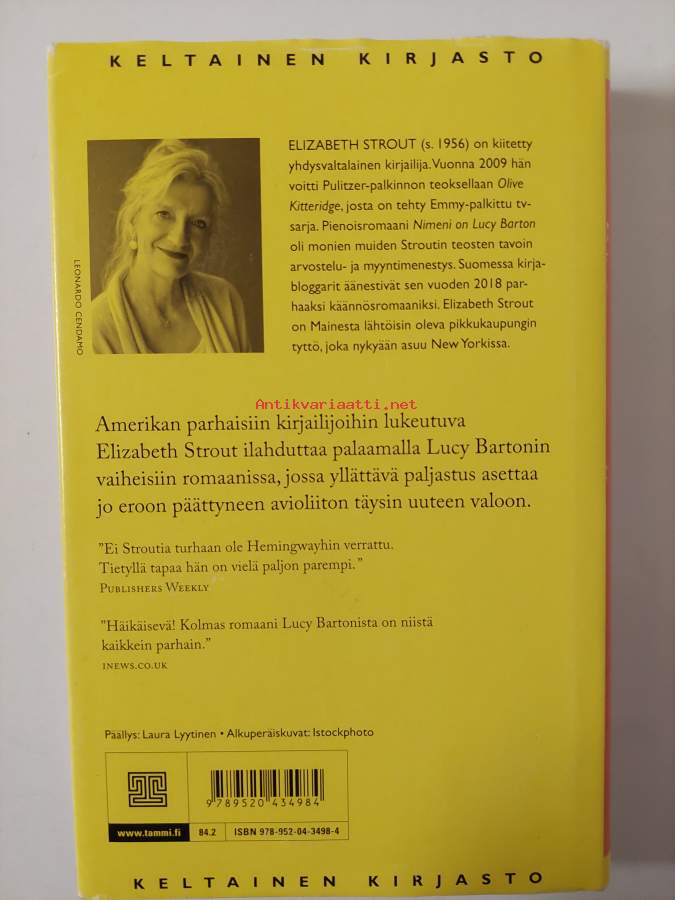 KELTAINEN KIRJASTO
ELIZABETH STROUT (s. 1956) on kiitetty
yhdysvaltalainen kirjailija. Vuonna 2009 hän
voitti Pulitzer-palkinnon teoksellaan Olive
Kitteridge, josta on tehty Emmy-palkittu tv-
sarja. Pienoisromaani Nimeni on Lucy Barton
oli monien muiden Stroutin teosten tavoin
arvostelu- ja myyntimenestys. Suomessa kirja-
bloggarit äänestivät sen vuoden 2018 par-
haaksi käännösromaaniksi. Elizabeth Strout
on Mainesta lähtöisin oleva pikkukaupungin
tyttö, joka nykyään asuu New Yorkissa.
LEONARDO CENDAMO
Antikvariaatti.net
Amerikan parhaisiin kirjailijoihin lukeutuva
Elizabeth Strout ilahduttaa palaamalla Lucy Bartonin
vaiheisiin romaanissa, jossa yllättävä paljastus asettaa
jo eroon päättyneen avioliiton täysin uuteen valoon.
”Ei Stroutia turhaan ole Hemingwayhin verrattu.
Tietyllä tapaa hän on vielä paljon parempi.”
PUBLISHERS WEEKLY
"Häikäisevä! Kolmas romaani Lucy Bartonista on niistä
kaikkein parhain.”
INEWS.CO.UK
Päällys: Laura Lyytinen • Alkuperäiskuvat: Istockphoto
9 789520 434984
www.tammi.fi 84.2 ISBN 978-952-04-3498-4
KELTAINEN KIRJASTO